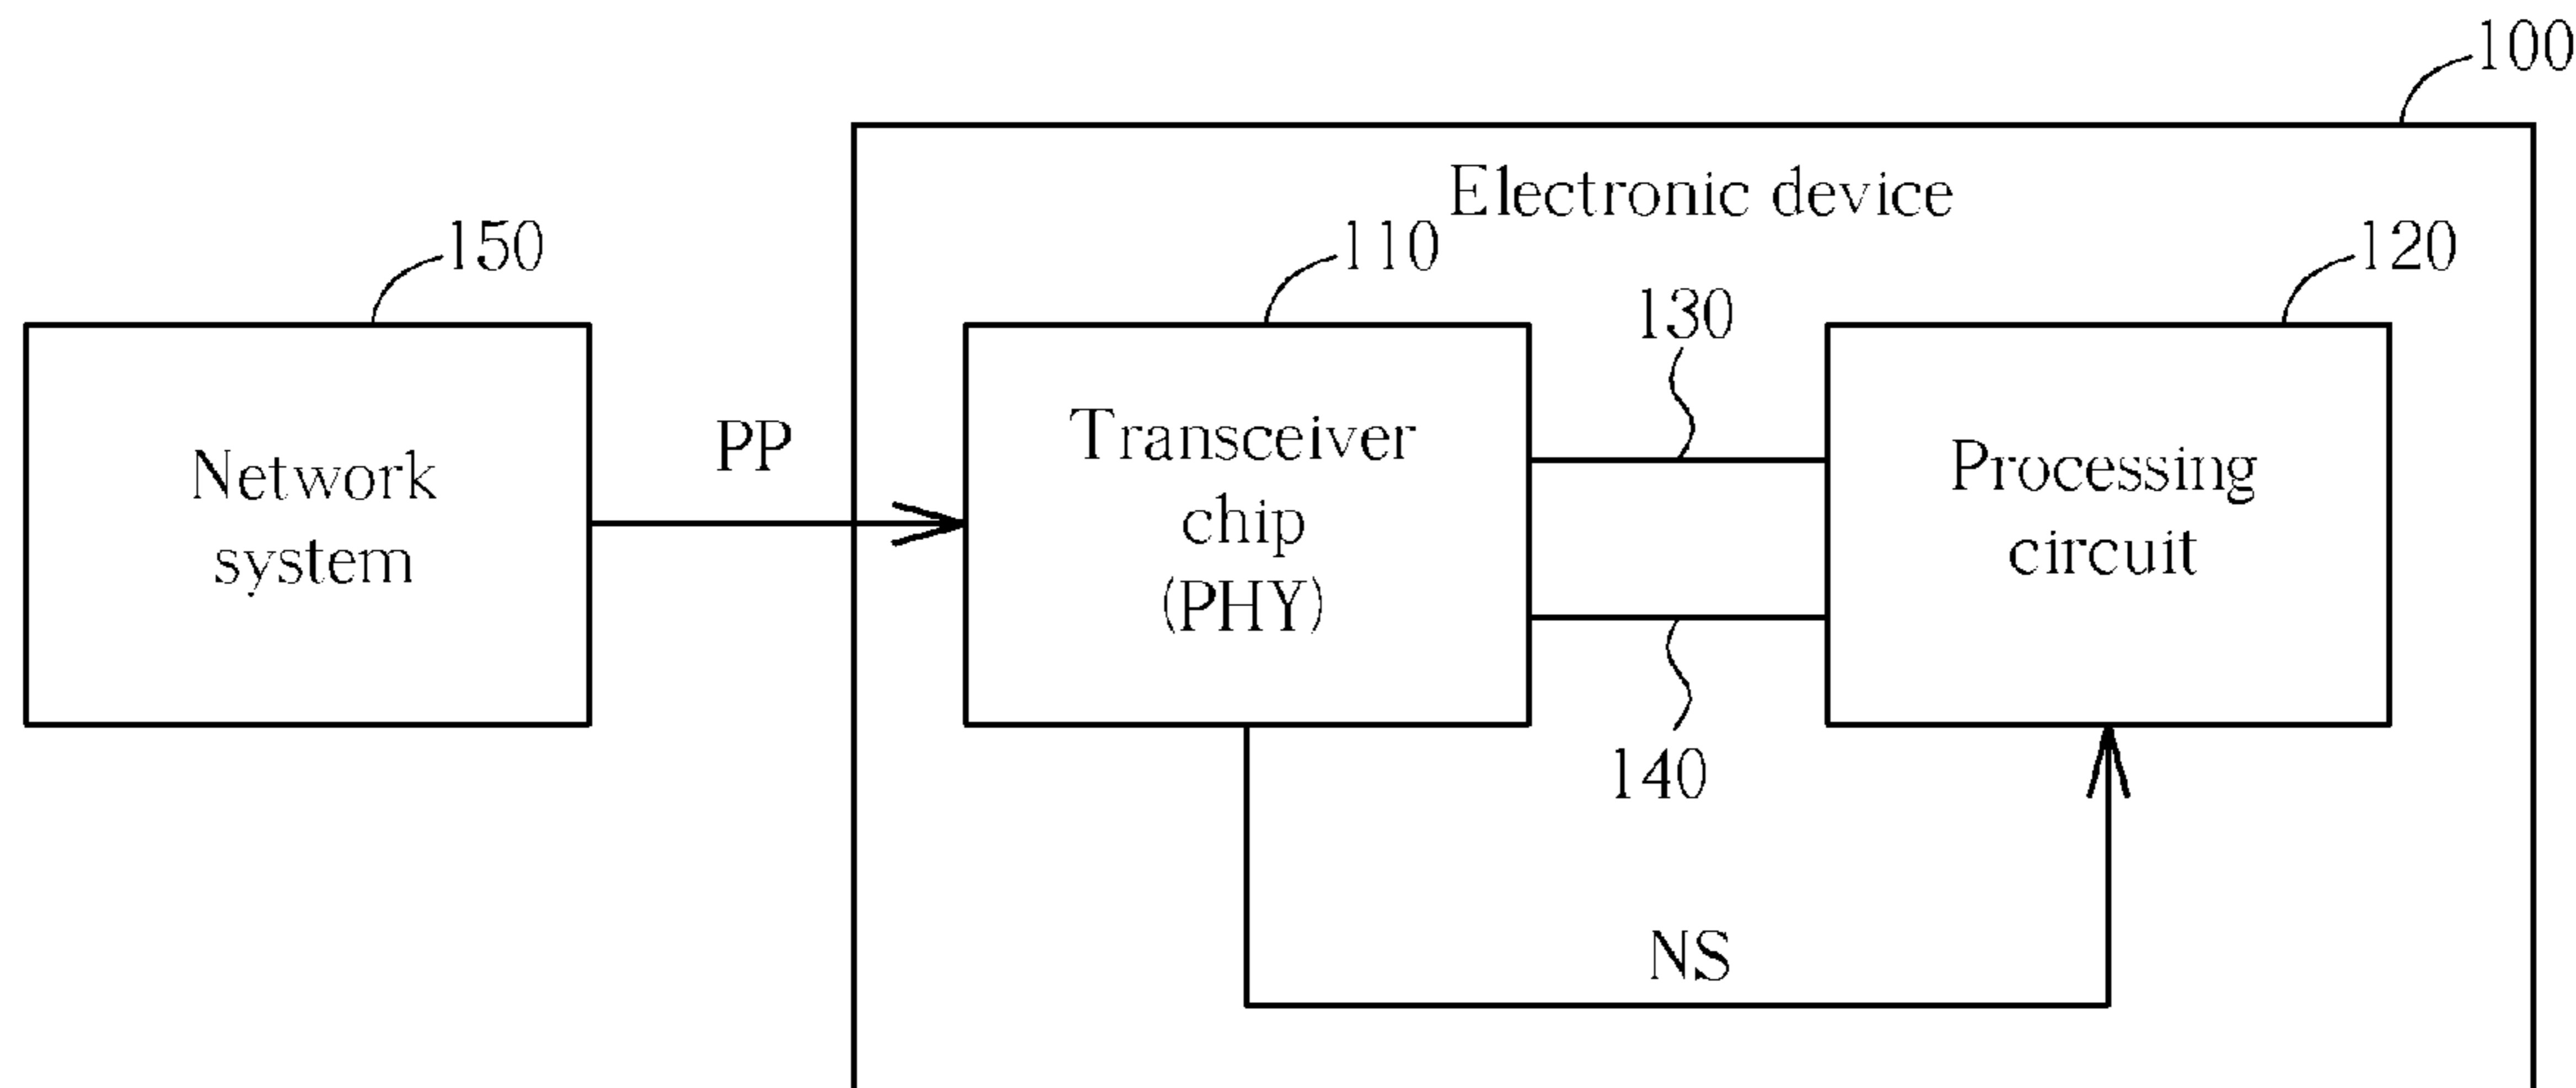 100
Electronic device
150
110
120
130
Network
system
PP
Transceiver
chip
(PHY)
Processing
circuit
140
NS